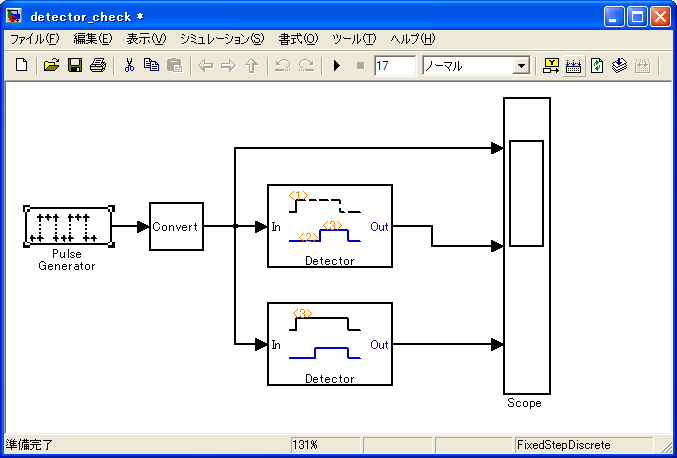 detector_check *
ファイル(F) 編集(E) 表示(V) シミュレーション(S) 書式(O) ツール(T) ヘルプ(H)
17 ノーマル
Pulse
Generator
Convert
<1>
<2>
<3>
In
Out
Detector
<3>
In
Out
Detector
Scope
準備完了 131% FixedStepDiscrete